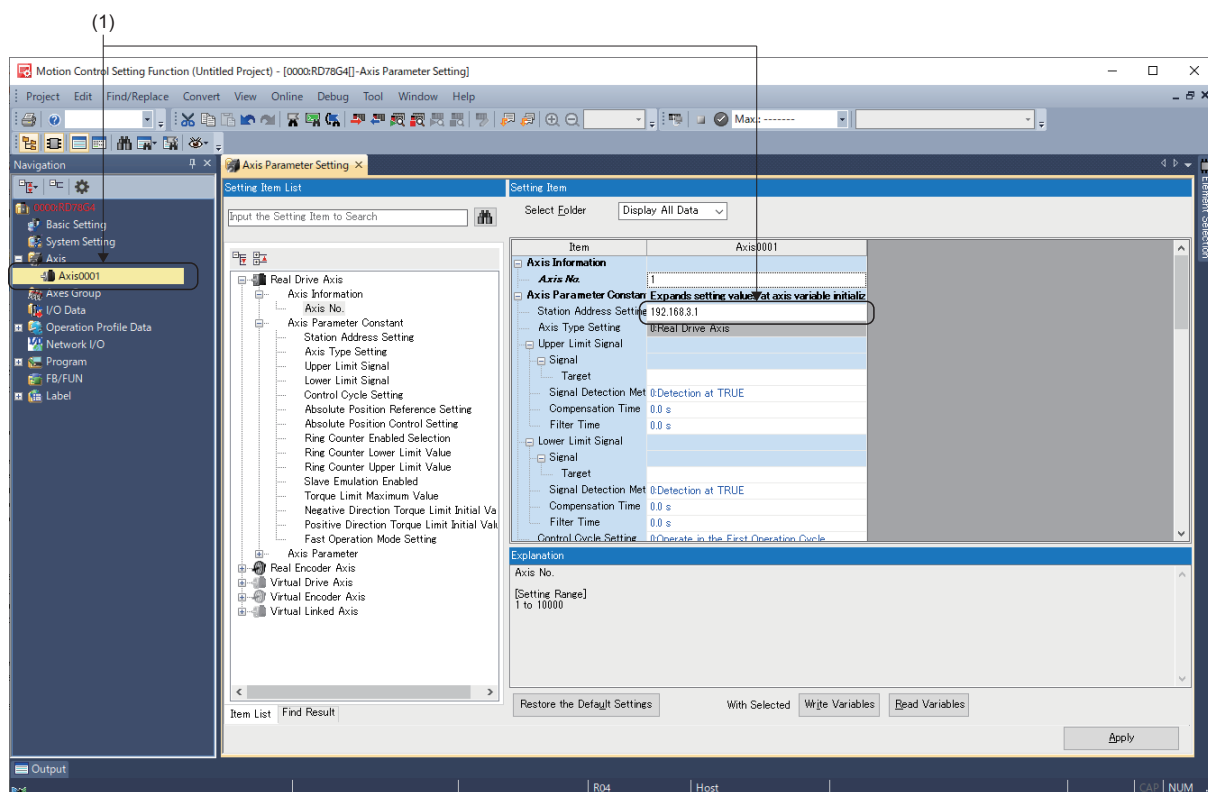 (1)
Motion Control Setting Function (Untitled Project) - [0000:RD78G4[]-Axis Parameter Setting]
Project Edit Find/Replace Convert View Online Debug Tool Window Help
Max.: -------
Navigation
Axis Parameter Setting
Element Selection
0000:RD78G4
Basic Setting
System Setting
Axis
Axis0001
Axes Group
I/O Data
Operation Profile Data
Network I/O
Program
FB/FUN
Label
Setting Item List
Input the Setting Item to Search
Real Drive Axis
Axis Information
Axis No.
Axis Parameter Constant
Station Address Setting
Axis Type Setting
Upper Limit Signal
Lower Limit Signal
Control Cycle Setting
Absolute Position Reference Setting
Absolute Position Control Setting
Ring Counter Enabled Selection
Ring Counter Lower Limit Value
Ring Counter Upper Limit Value
Slave Emulation Enabled
Torque Limit Maximum Value
Negative Direction Torque Limit Initial Va
Positive Direction Torque Limit Initial Valu
Fast Operation Mode Setting
Axis Parameter
Real Encoder Axis
Virtual Drive Axis
Virtual Encoder Axis
Virtual Linked Axis
Item List Find Result
Setting Item
Select Folder Display All Data
Item Axis0001
Axis Information
Axis No. 1
Axis Parameter Constan Expands setting values at axis variable initializ
Station Address Setting 192.168.3.1
Axis Type Setting 0:Real Drive Axis
Upper Limit Signal
Signal
Target
Signal Detection Met 0:Detection at TRUE
Compensation Time 0.0 s
Filter Time 0.0 s
Lower Limit Signal
Signal
Target
Signal Detection Met 0:Detection at TRUE
Compensation Time 0.0 s
Filter Time 0.0 s
Control Cycle Setting 0:Operate in the First Operation Cycle
Explanation
Axis No.
[Setting Range]
1 to 10000
Restore the Default Settings With Selected Write Variables Read Variables
Apply
Output
R04 Host CAP NUM